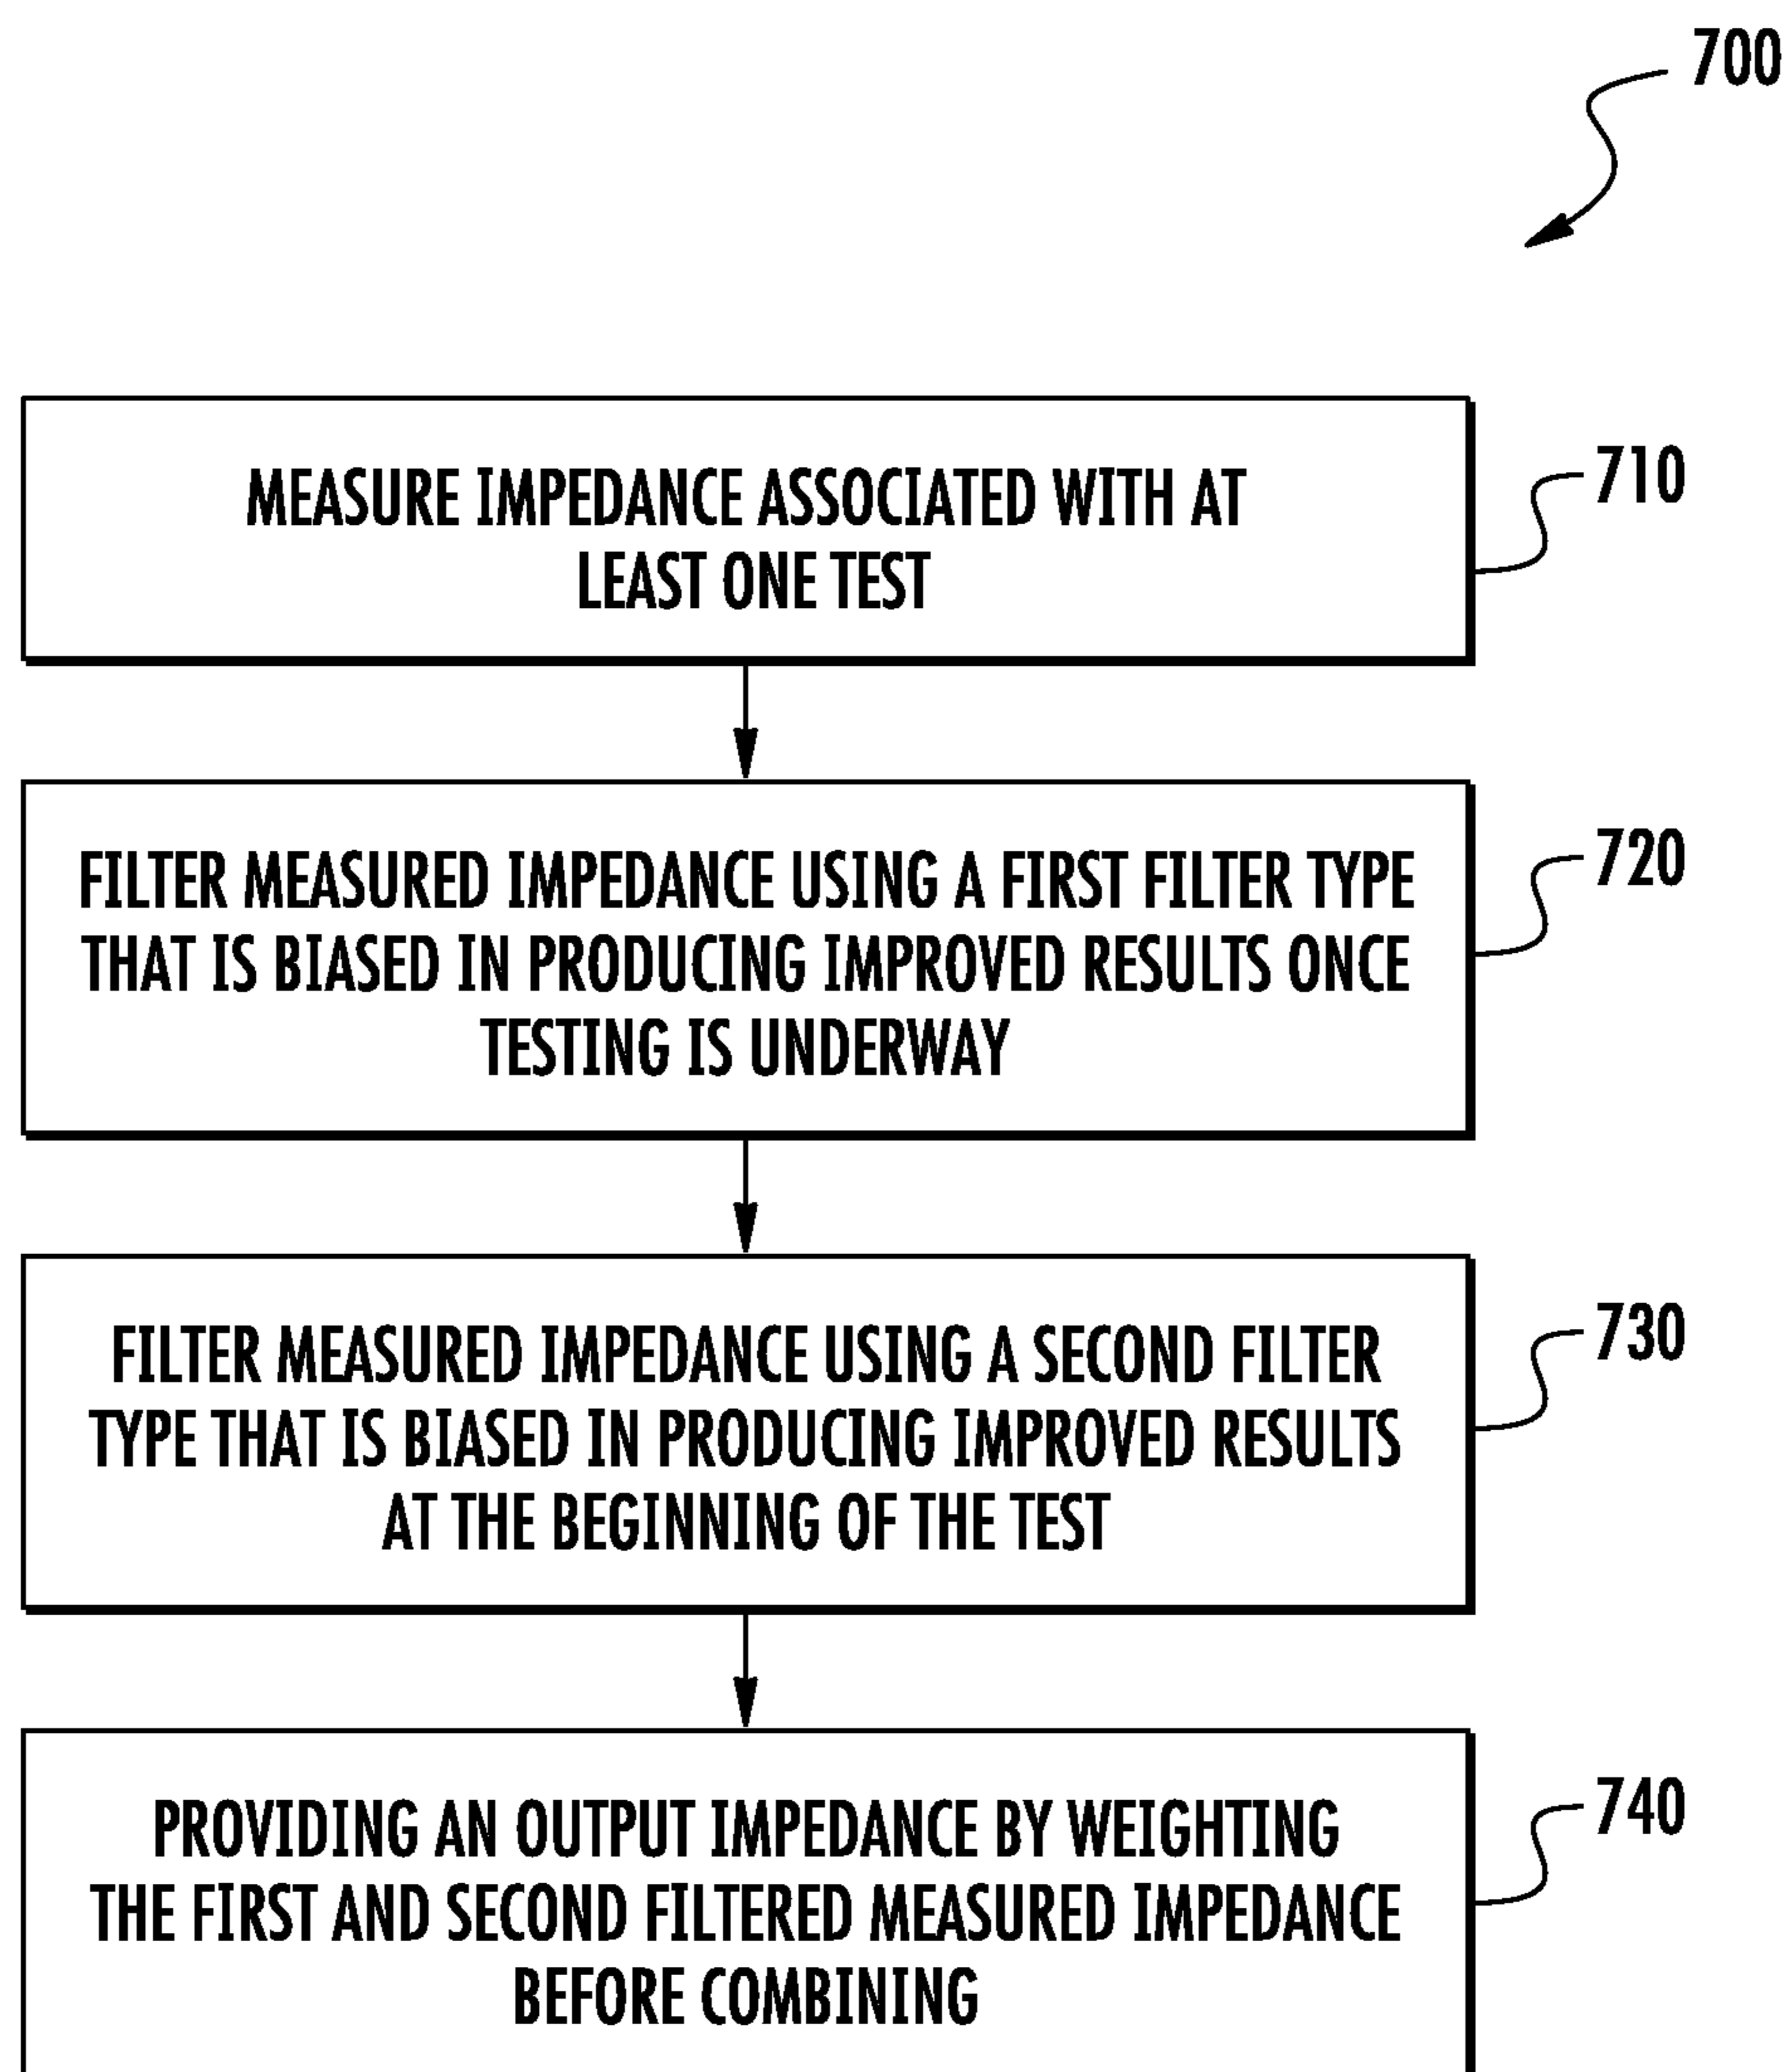 700
MEASURE IMPEDANCE ASSOCIATED WITH AT
LEAST ONE TEST
710
FILTER MEASURED IMPEDANCE USING A FIRST FILTER TYPE
THAT IS BIASED IN PRODUCING IMPROVED RESULTS ONCE
TESTING IS UNDERWAY
720
FILTER MEASURED IMPEDANCE USING A SECOND FILTER
TYPE THAT IS BIASED IN PRODUCING IMPROVED RESULTS
AT THE BEGINNING OF THE TEST
730
PROVIDING AN OUTPUT IMPEDANCE BY WEIGHTING
THE FIRST AND SECOND FILTERED MEASURED IMPEDANCE
BEFORE COMBINING
740